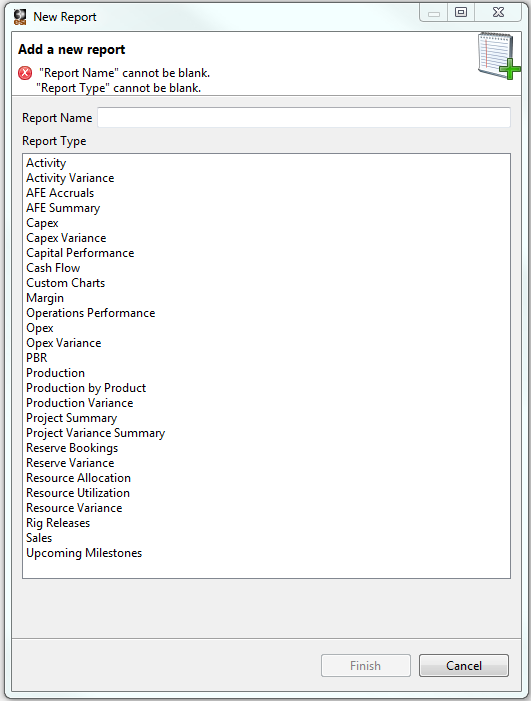 New Report
Add a new report
"Report Name" cannot be blank.
"Report Type" cannot be blank.
Report Name
Report Type
Activity
Activity Variance
AFE Accruals
AFE Summary
Capex
Capex Variance
Capital Performance
Cash Flow
Custom Charts
Margin
Operations Performance
Opex
Opex Variance
PBR
Production
Production by Product
Production Variance
Project Summary
Project Variance Summary
Reserve Bookings
Reserve Variance
Resource Allocation
Resource Utilization
Resource Variance
Rig Releases
Sales
Upcoming Milestones
Finish Cancel